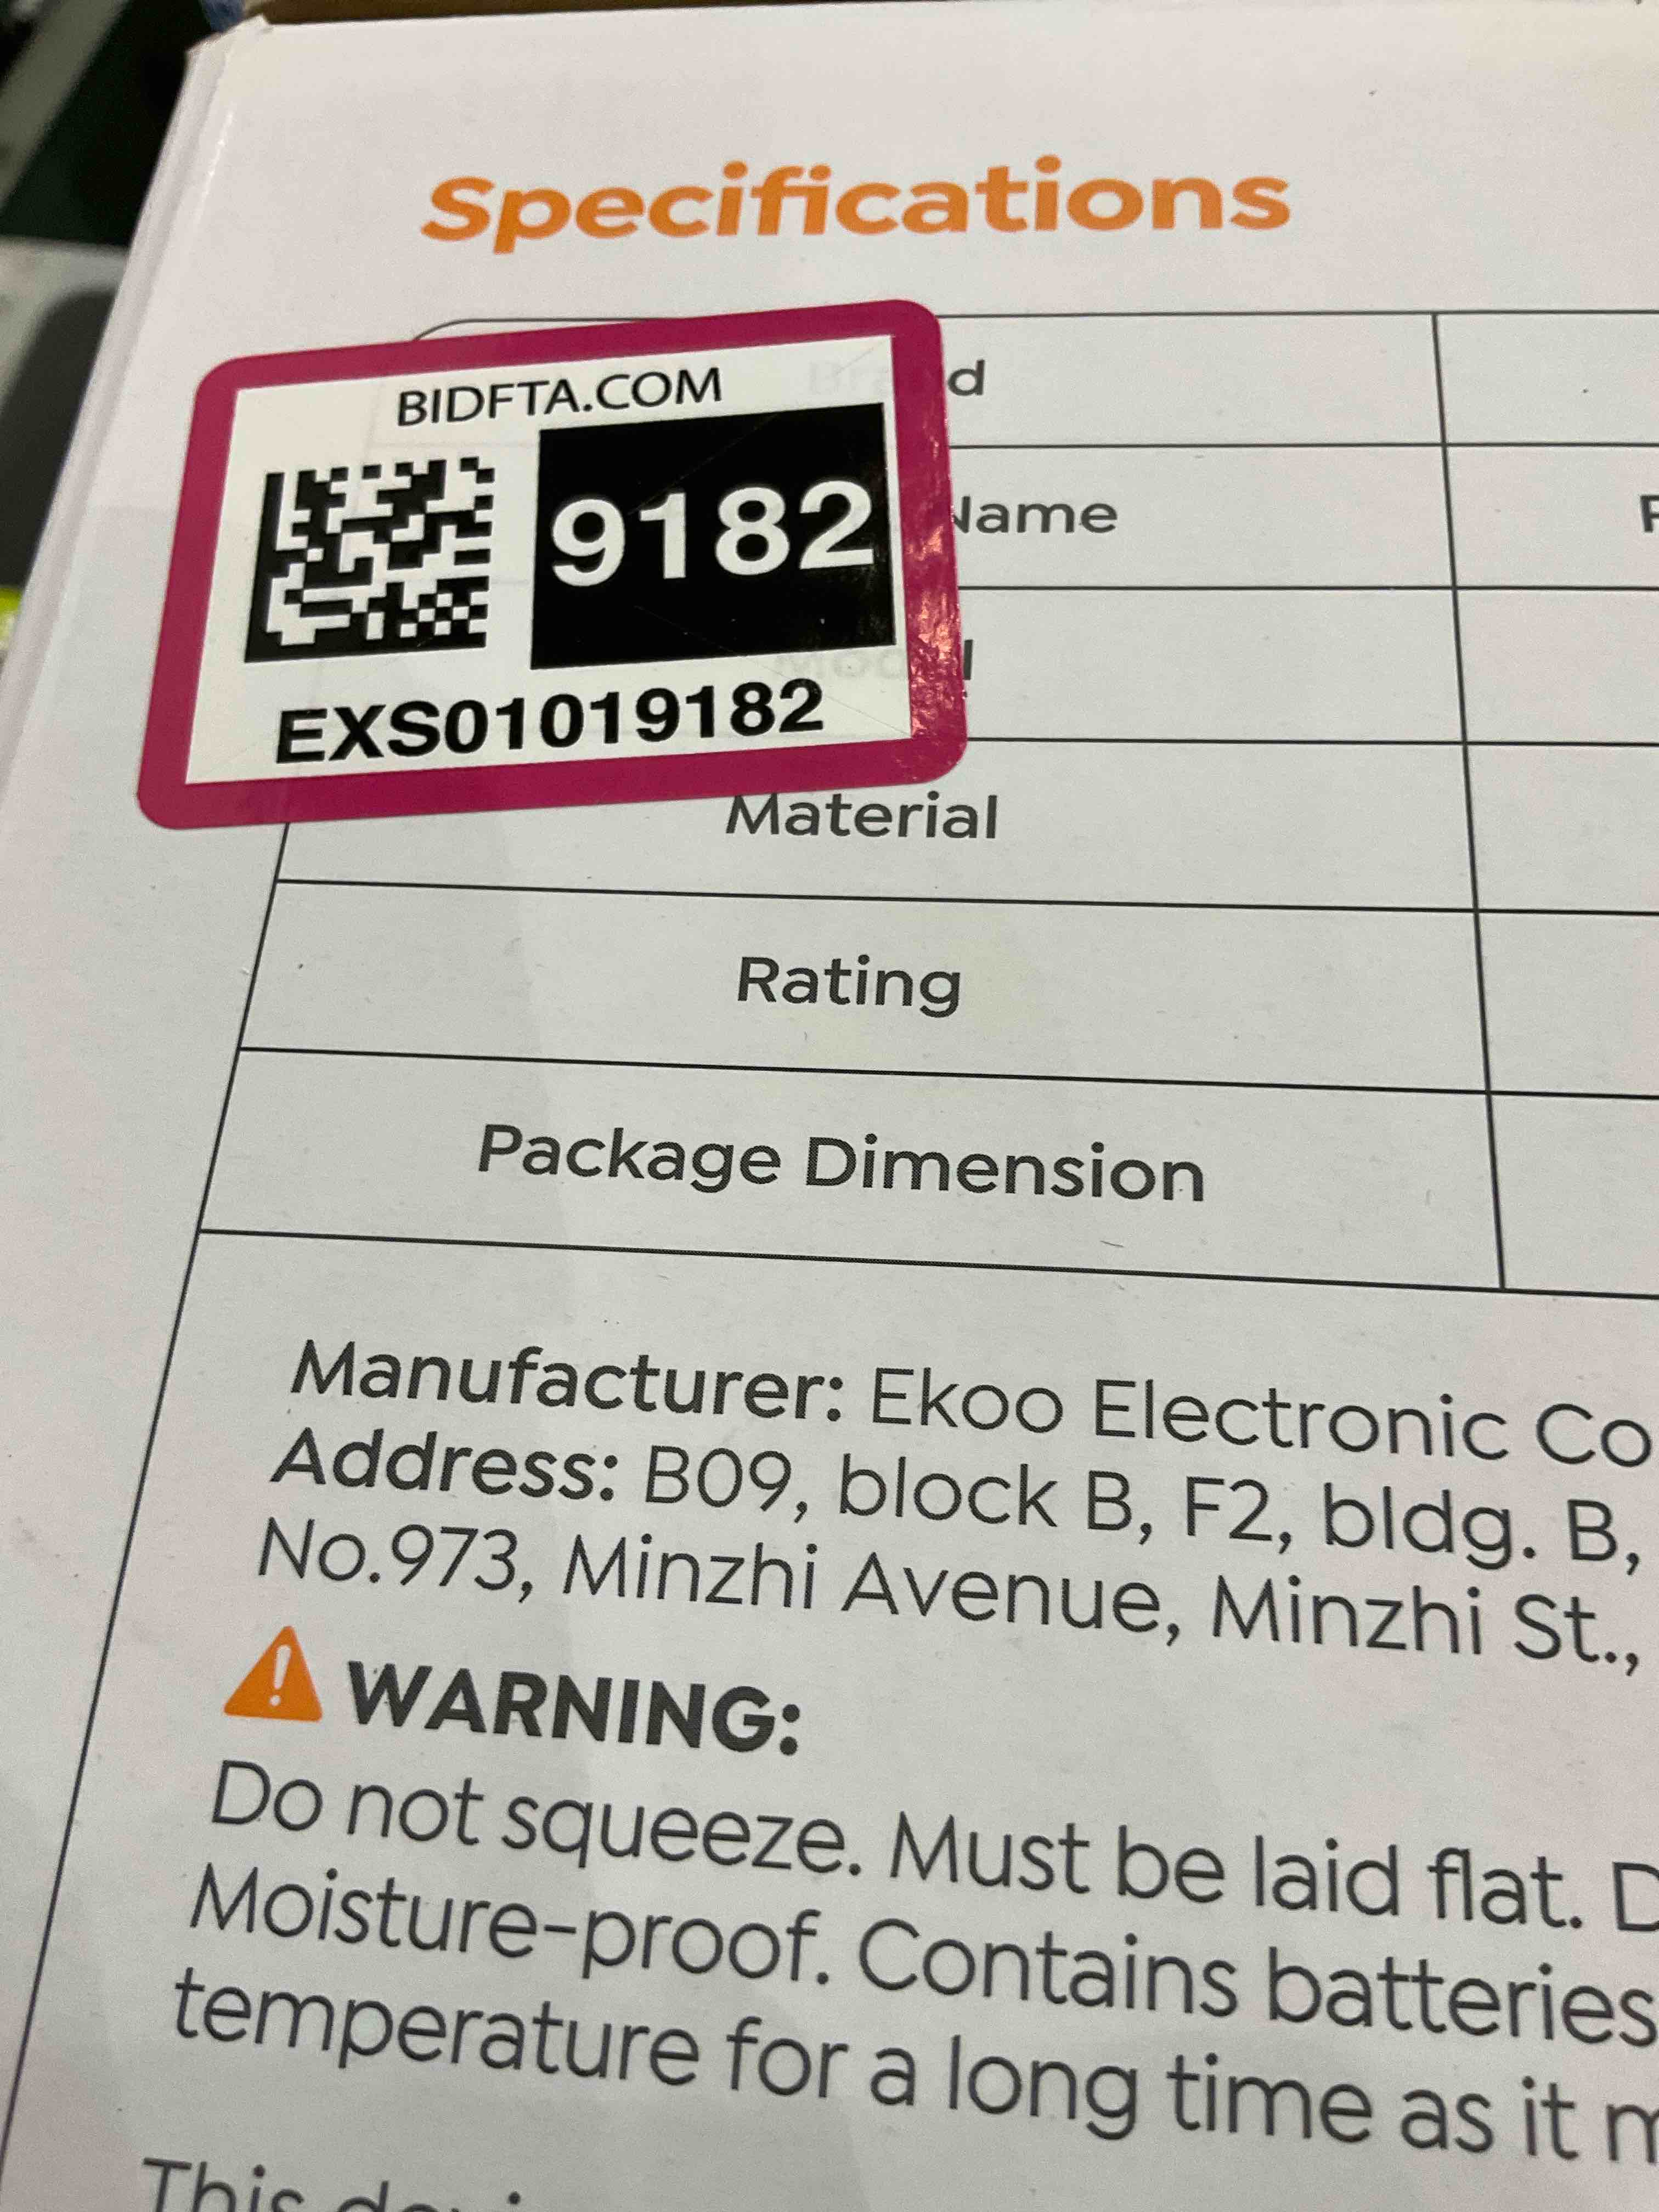 Specifications
BIDFTA.COM
9182
EXS01019182
Material
Rating
Package Dimension
Manufacturer: Ekoo Electronic Co
Address: B09, block B, F2, bldg. B,
No.973, Minzhi Avenue, Minzhi St.,
WARNING:
Do not squeeze. Must be laid flat. D
Moisture-proof. Contains batteries
temperature for a long time as it m
This